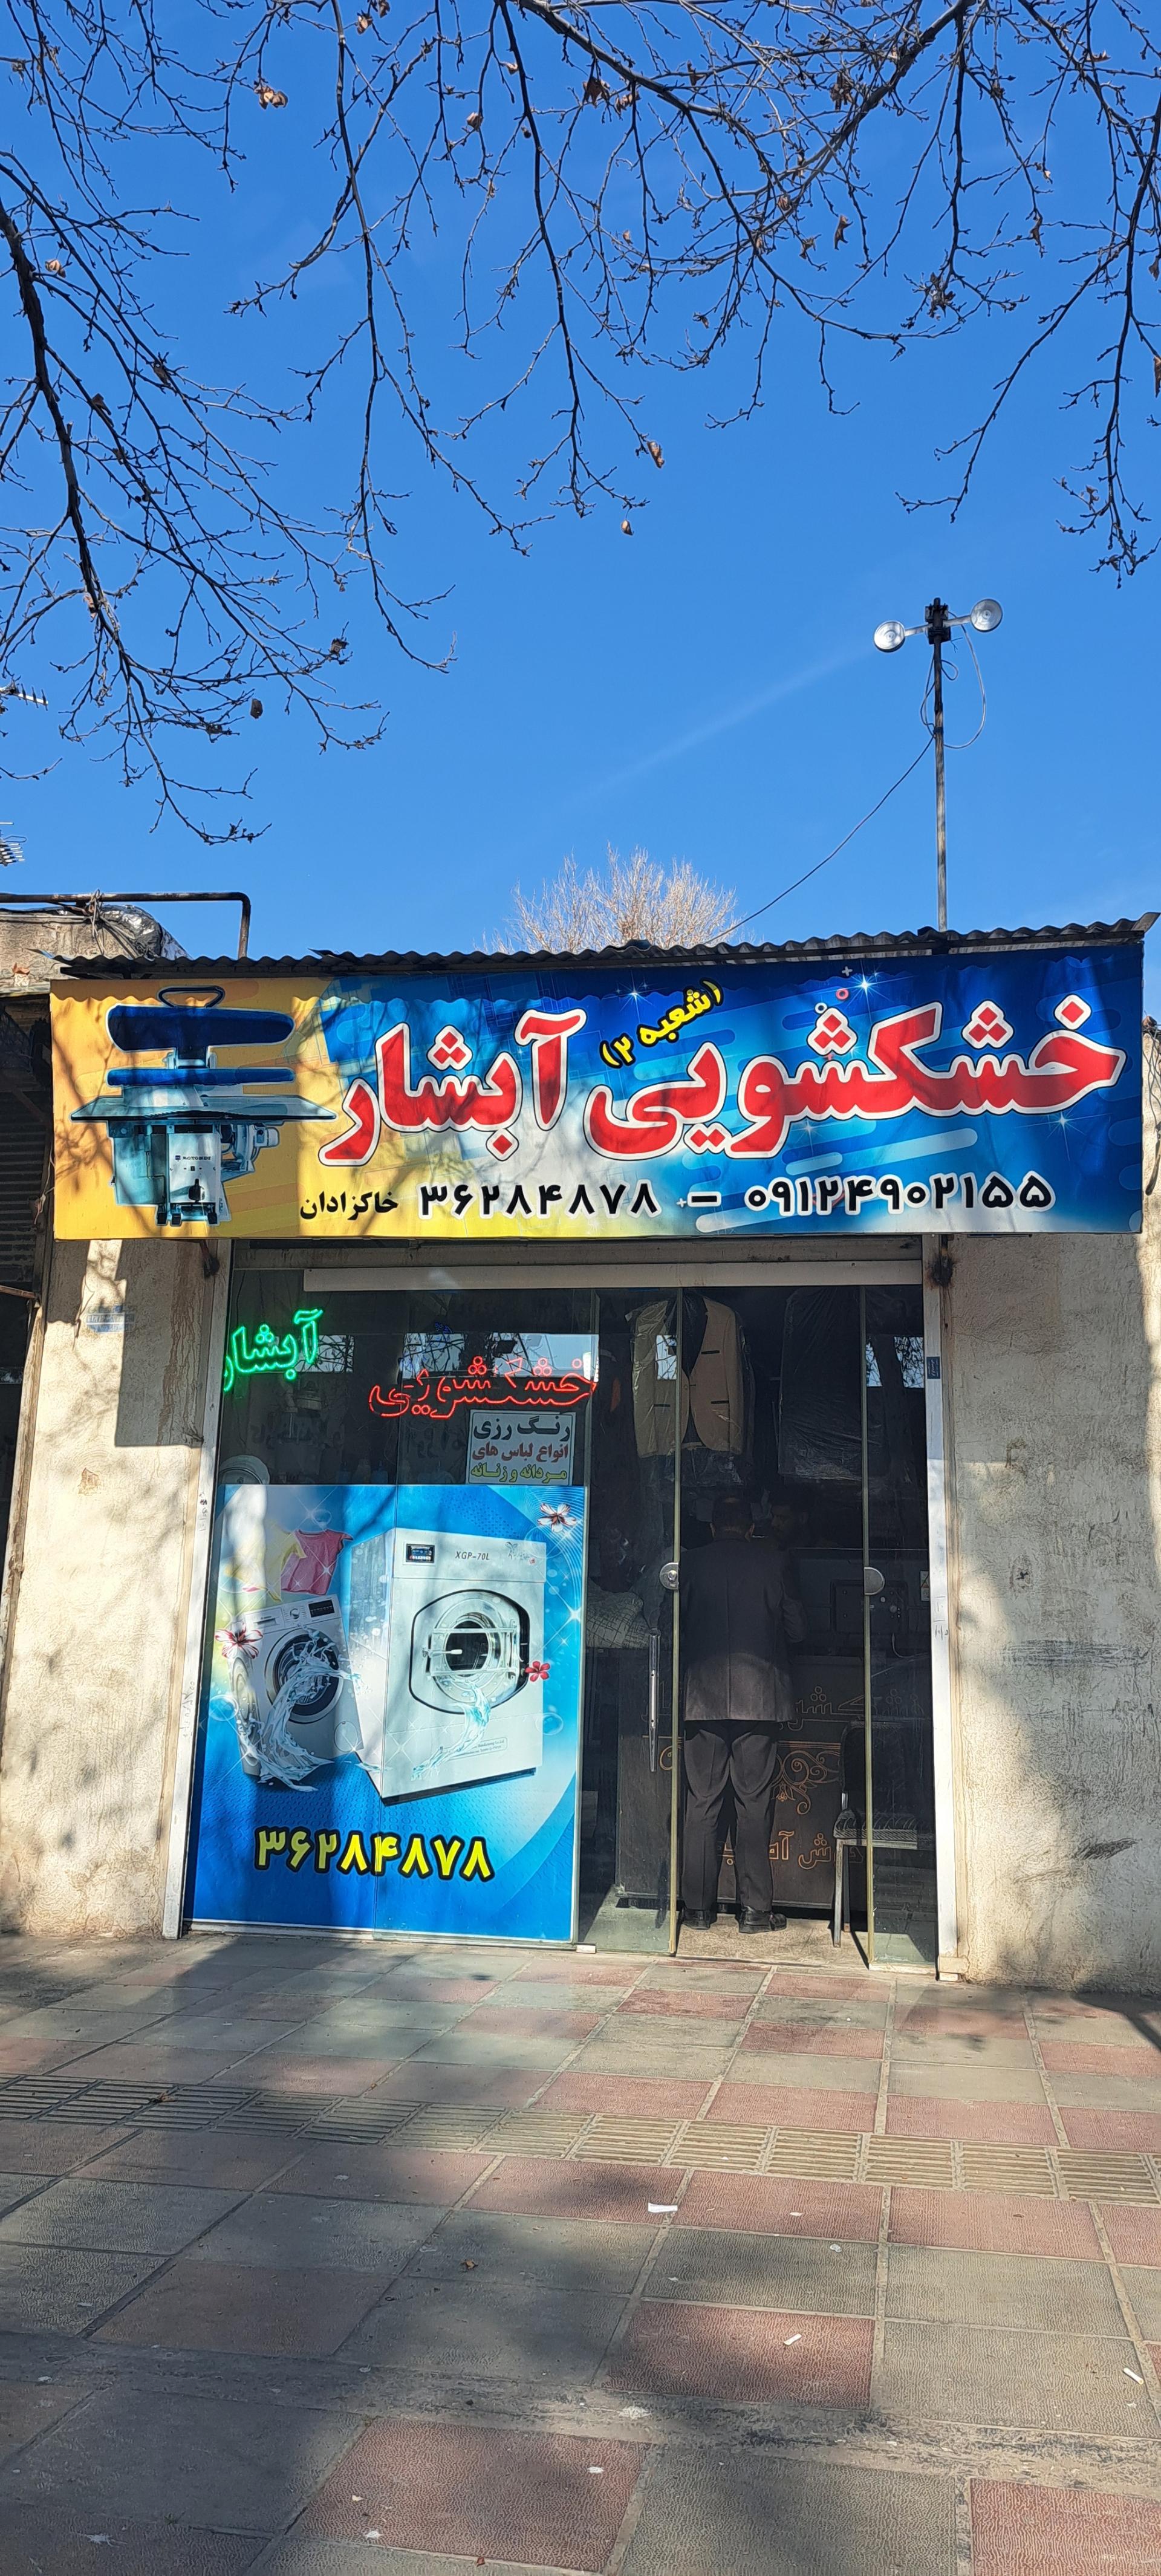 خشکشویی آبشار
(شعبه ۲)
۰۹۱۲۴۹۰۲۱۵۵ - ۳۶۲۸۴۸۷۸ خاکزادان
آبشار
خشکشویی
رنگ رزی
انواع لباس های
مردانه و زنانه
XGP-70L
۳۶۲۸۴۸۷۸